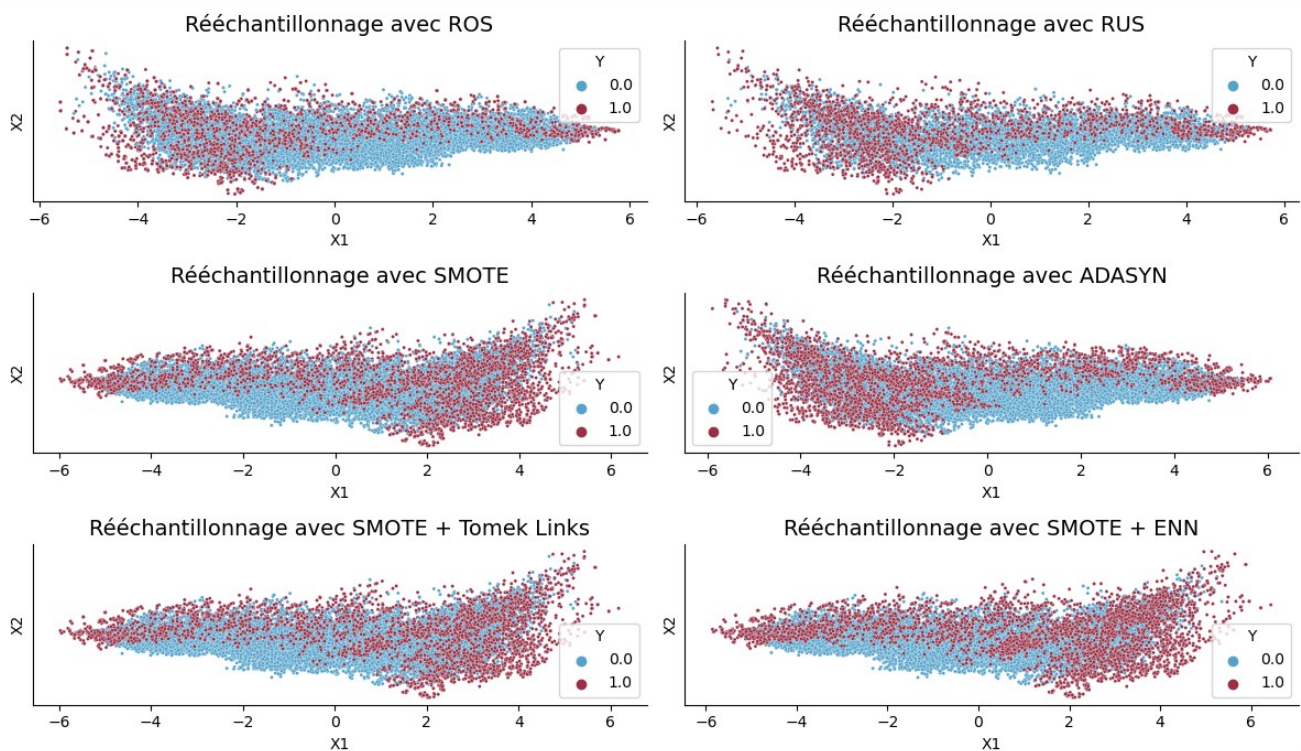 Rééchantillonnage avec ROS
Y
0.0
1.0
X2
−6 −4 −2 0 2 4 6
X1
Rééchantillonnage avec RUS
Y
0.0
1.0
X2
−6 −4 −2 0 2 4 6
X1
Rééchantillonnage avec SMOTE
Y
0.0
1.0
X2
−6 −4 −2 0 2 4 6
X1
Rééchantillonnage avec ADASYN
Y
0.0
1.0
X2
−6 −4 −2 0 2 4 6
X1
Rééchantillonnage avec SMOTE + Tomek Links
Y
0.0
1.0
X2
−6 −4 −2 0 2 4 6
X1
Rééchantillonnage avec SMOTE + ENN
Y
0.0
1.0
X2
−6 −4 −2 0 2 4 6
X1